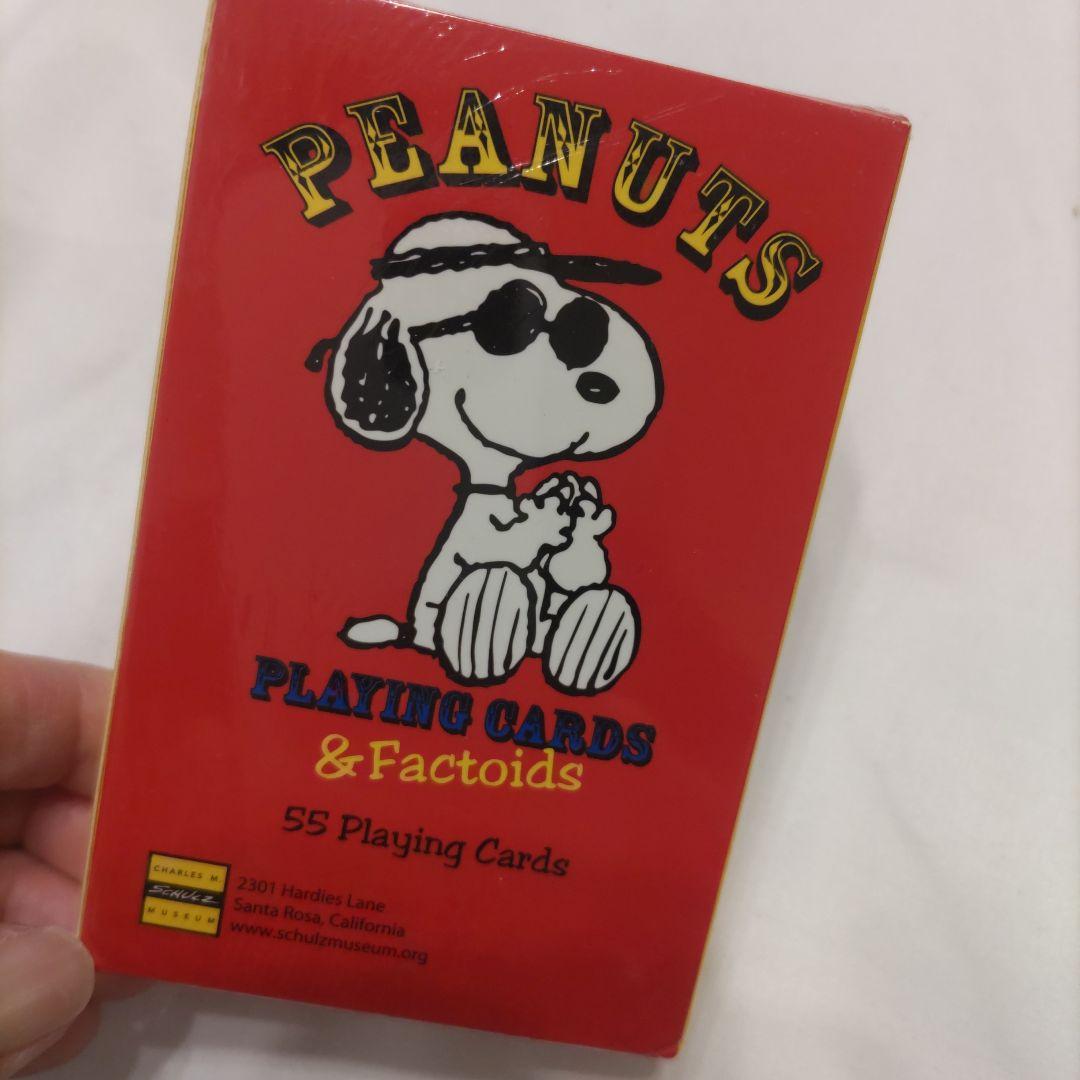 PEANUTS
PLAYING CARDS
& Factoids
55 Playing Cards
CHARLES M.
SCHULZ
MUSEUM
2301 Hardies Lane
Santa Rosa, California
www.schulzmuseum.org